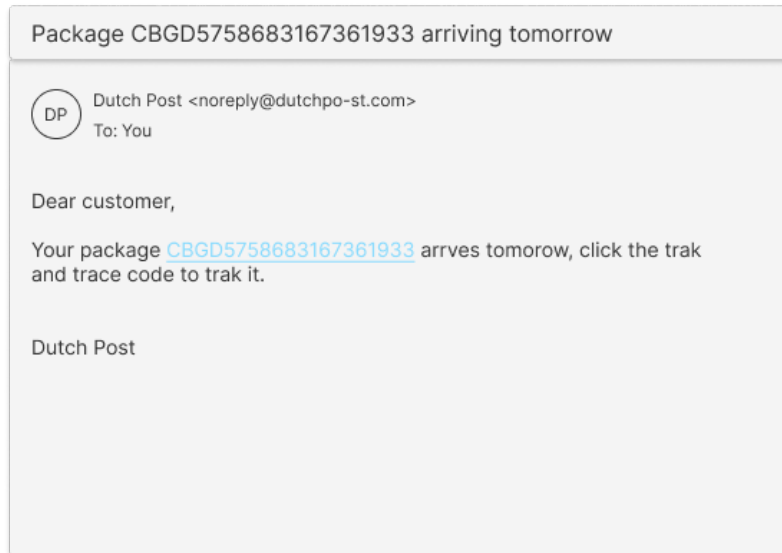 Package CBGD5758683167361933 arriving tomorrow
DP
Dutch Post <noreply@dutchpo-st.com>
To: You
Dear customer,
Your package CBGD5758683167361933 arrves tomorow, click the trak
and trace code to trak it.
Dutch Post